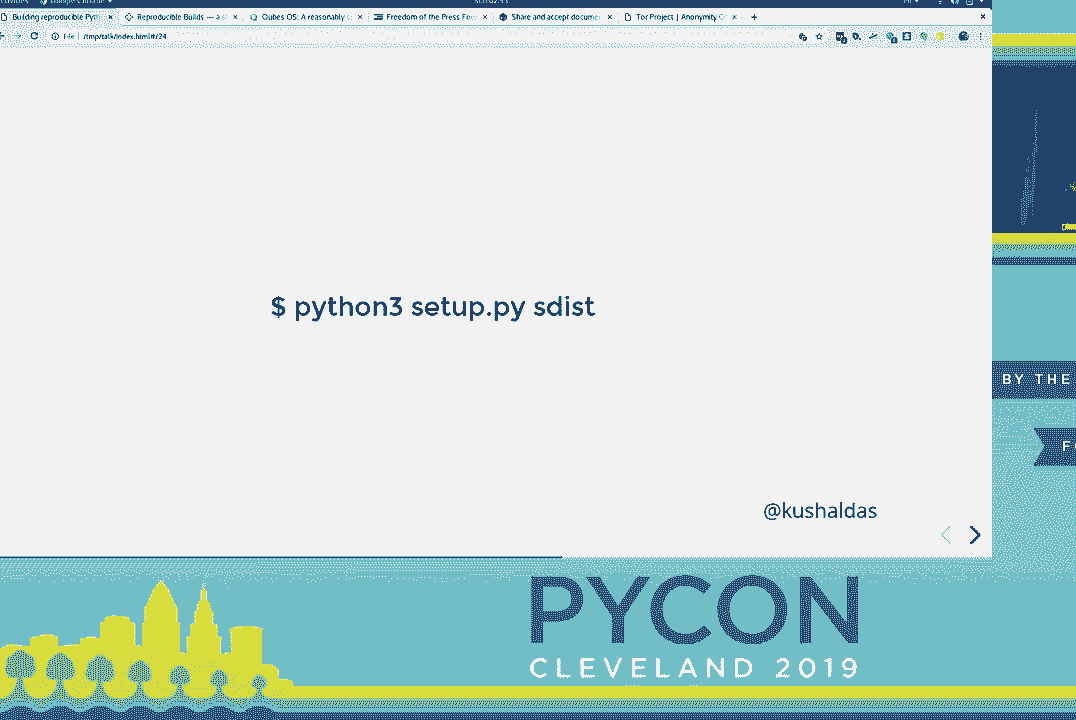 Building reproducible Pyth
Reproducible Builds — a s
Qubes OS: A reasonably
Freedom of the Press Fo
Share and accept docume
Tor Project | Anonymity O
File | /tmp/talk/index.html#/24
$ python3 setup.py sdist
@kushaldas
BY THE
F
PYCON
CLEVELAND 2019